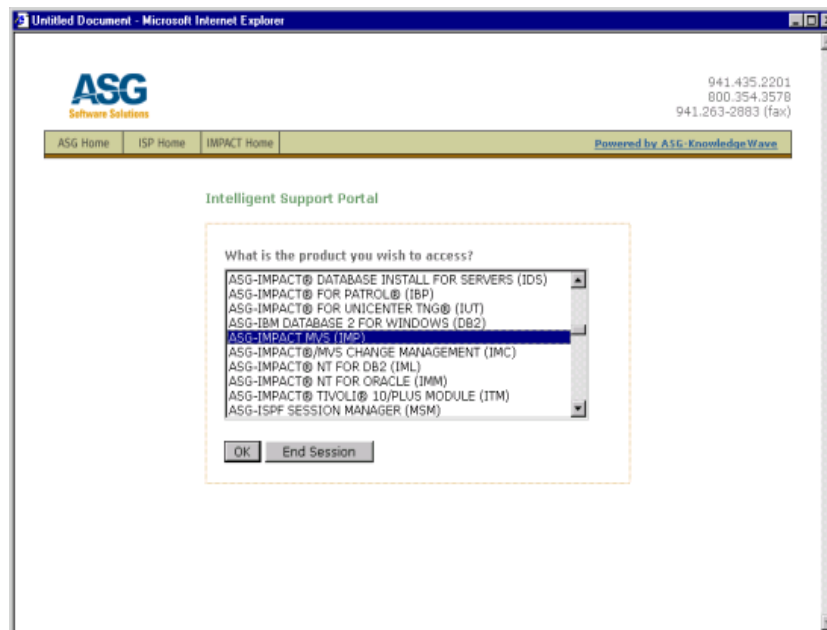 Untitled Document - Microsoft Internet Explorer
ASG
Software Solutions
941.435.2201
800.354.3578
941.263-2883 (fax)
ASG Home ISP Home IMPACT Home Powered by ASG-KnowledgeWave
Intelligent Support Portal
What is the product you wish to access?
ASG-IMPACT® DATABASE INSTALL FOR SERVERS (IDS)
ASG-IMPACT® FOR PATROL® (IBP)
ASG-IMPACT® FOR UNICENTER TNG® (IUT)
ASG-IBM DATABASE 2 FOR WINDOWS (DB2)
ASG-IMPACT MVS (IMP)
ASG-IMPACT®/MVS CHANGE MANAGEMENT (IMC)
ASG-IMPACT® NT FOR DB2 (IML)
ASG-IMPACT® NT FOR ORACLE (IMM)
ASG-IMPACT® TIVOLI® 10/PLUS MODULE (ITM)
ASG-ISPF SESSION MANAGER (MSM)
OK End Session